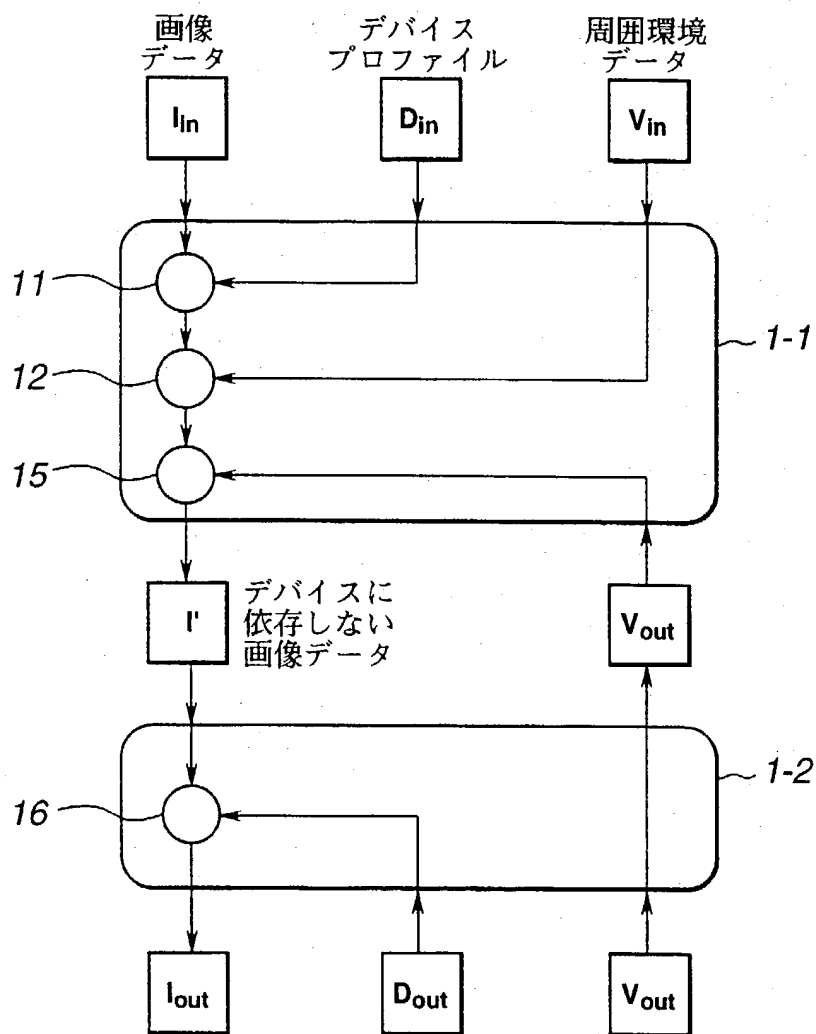 画像
データ
デバイス
プロファイル
周囲環境
データ
Iin
Din
Vin
11
12
15
1-1
I'
デバイスに
依存しない
画像データ
Vout
16
1-2
Iout
Dout
Vout